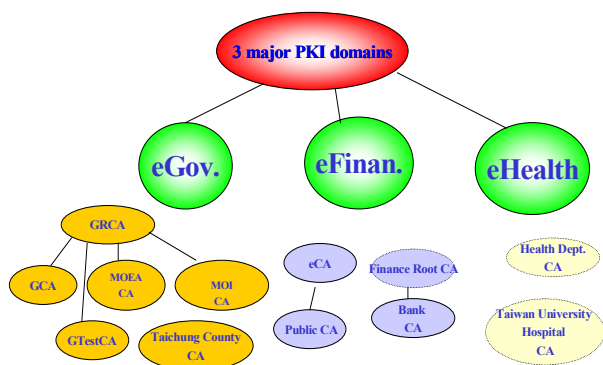 3 major PKI domains
eGov.
eFinan.
eHealth
GRCA
GCA
MOEA
CA
MOI
CA
GTestCA
Taichung County
CA
eCA
Public CA
Finance Root CA
Bank
CA
Health Dept.
CA
Taiwan University
Hospital
CA